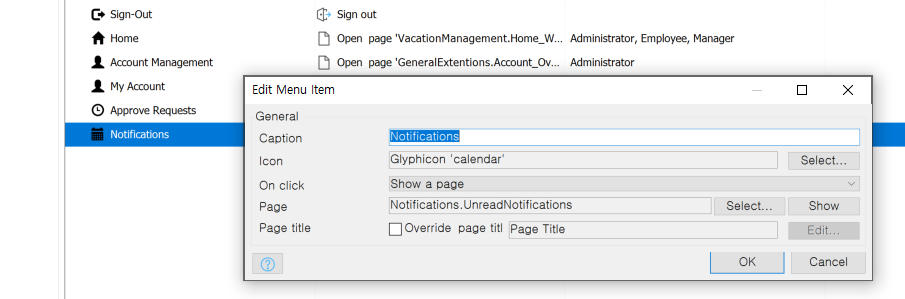 Sign-Out Sign out
Home Open page 'VacationManagement.Home_W... Administrator, Employee, Manager
Account Management Open page 'GeneralExtentions.Account_Ov... Administrator
My Account
Approve Requests
Notifications
Edit Menu Item
General
Caption Notifications
Icon Glyphicon 'calendar' Select...
On click Show a page
Page Notifications.UnreadNotifications Select... Show
Page title Override page titl Page Title Edit...
OK Cancel